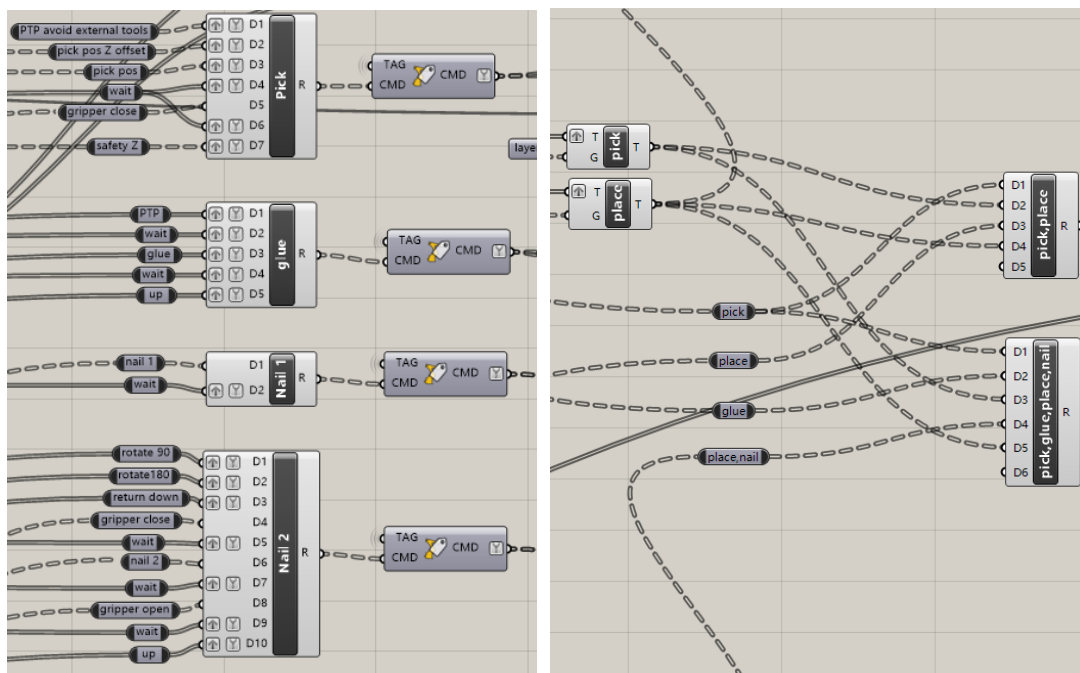 PTP avoid external tools
pick pos Z offset
pick pos
wait
gripper close
safety Z
D1
D2
D3
D4
D5
D6
D7
Pick
R
TAG
CMD
CMD
laye
PTP
wait
glue
wait
up
D1
D2
D3
D4
D5
glue
R
TAG
CMD
CMD
nail 1
wait
D1
D2
Nail 1
R
TAG
CMD
CMD
rotate 90
rotate180
return down
gripper close
wait
nail 2
wait
gripper open
wait
up
D1
D2
D3
D4
D5
D6
D7
D8
D9
D10
Nail 2
R
TAG
CMD
CMD
T
G
pick
T
T
G
place
T
pick
place
glue
place,nail
D1
D2
D3
D4
D5
pick,place
R
D1
D2
D3
D4
D5
D6
pick,glue,place,nail
R